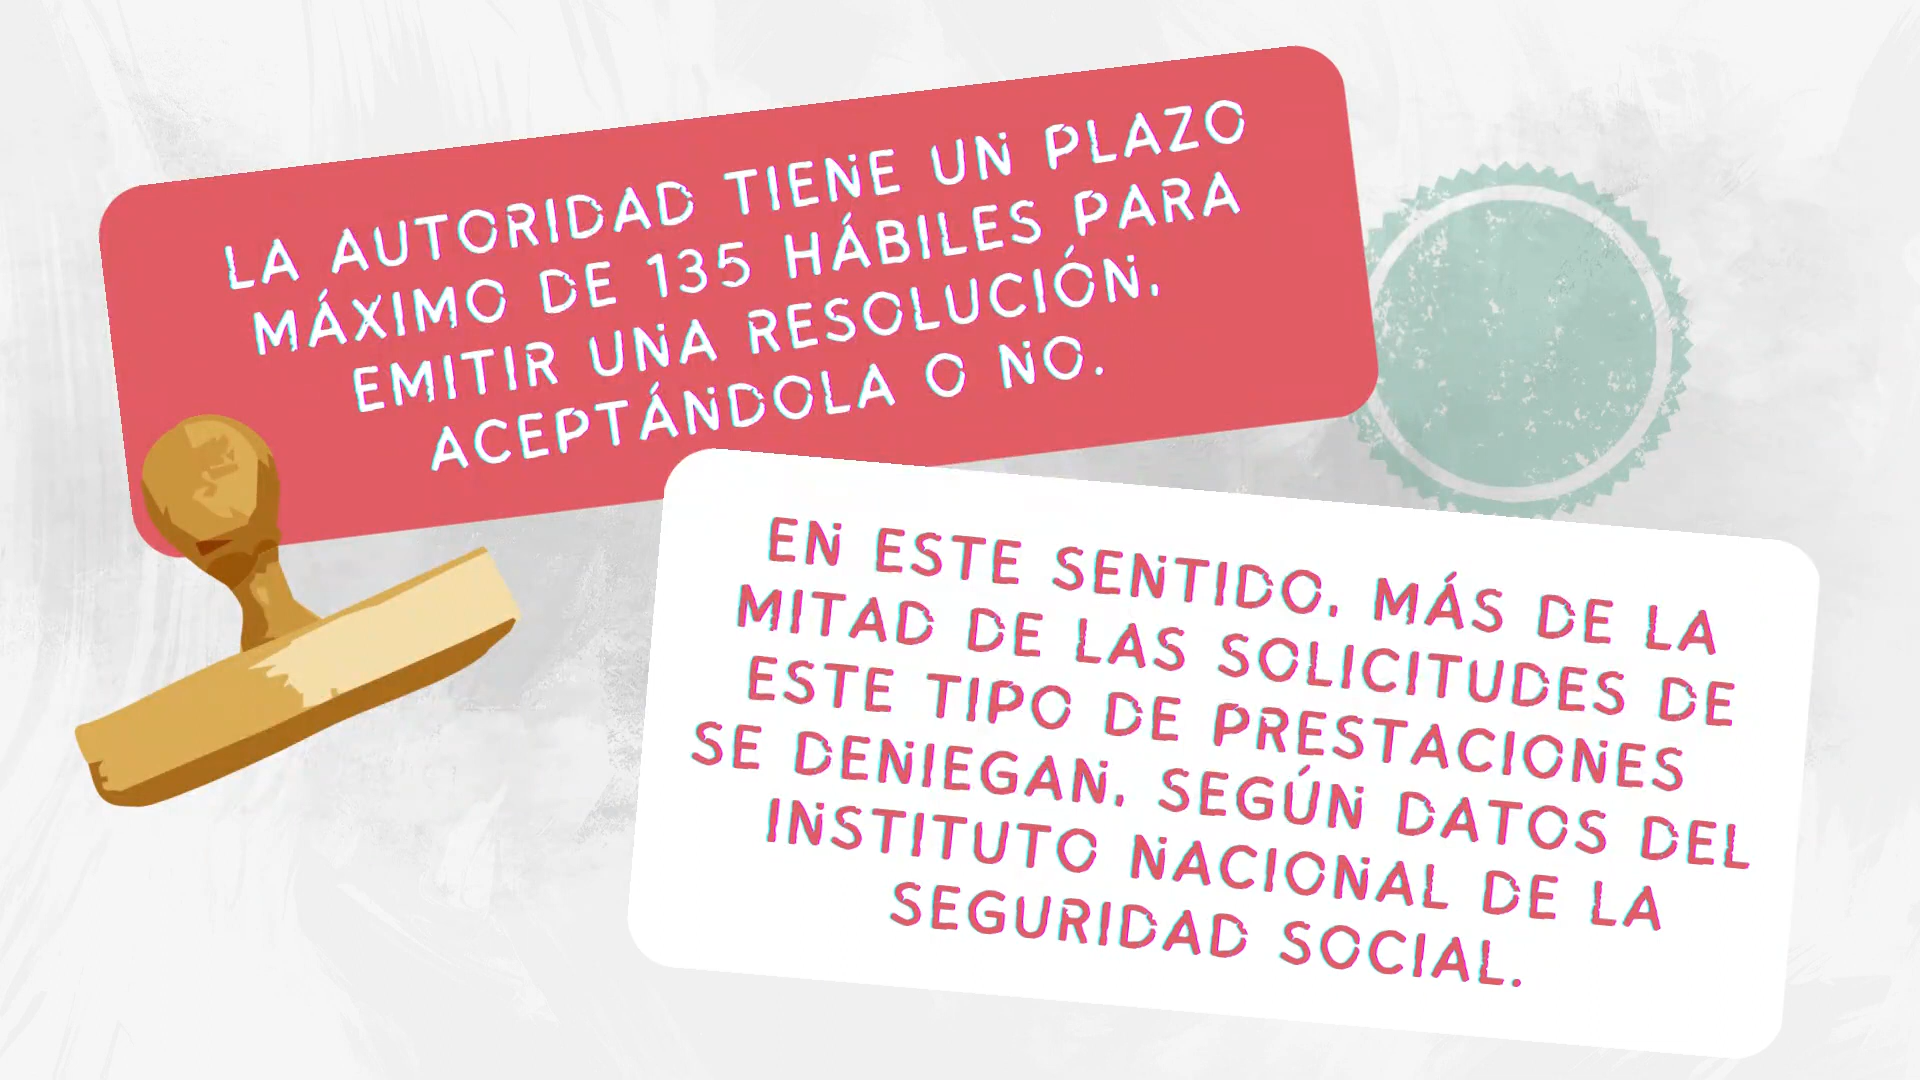 LA AUTORIDAD TIENE UN PLAZO
MÁXIMO DE 135 HÁBILES PARA
EMITIR UNA RESOLUCIÓN,
ACEPTÁNDOLA O NO.
EN ESTE SENTIDO, MÁS DE LA
MITAD DE LAS SOLICITUDES DE
ESTE TIPO DE PRESTACIONES
SE DENIEGAN, SEGÚN DATOS DEL
INSTITUTO NACIONAL DE LA
SEGURIDAD SOCIAL.